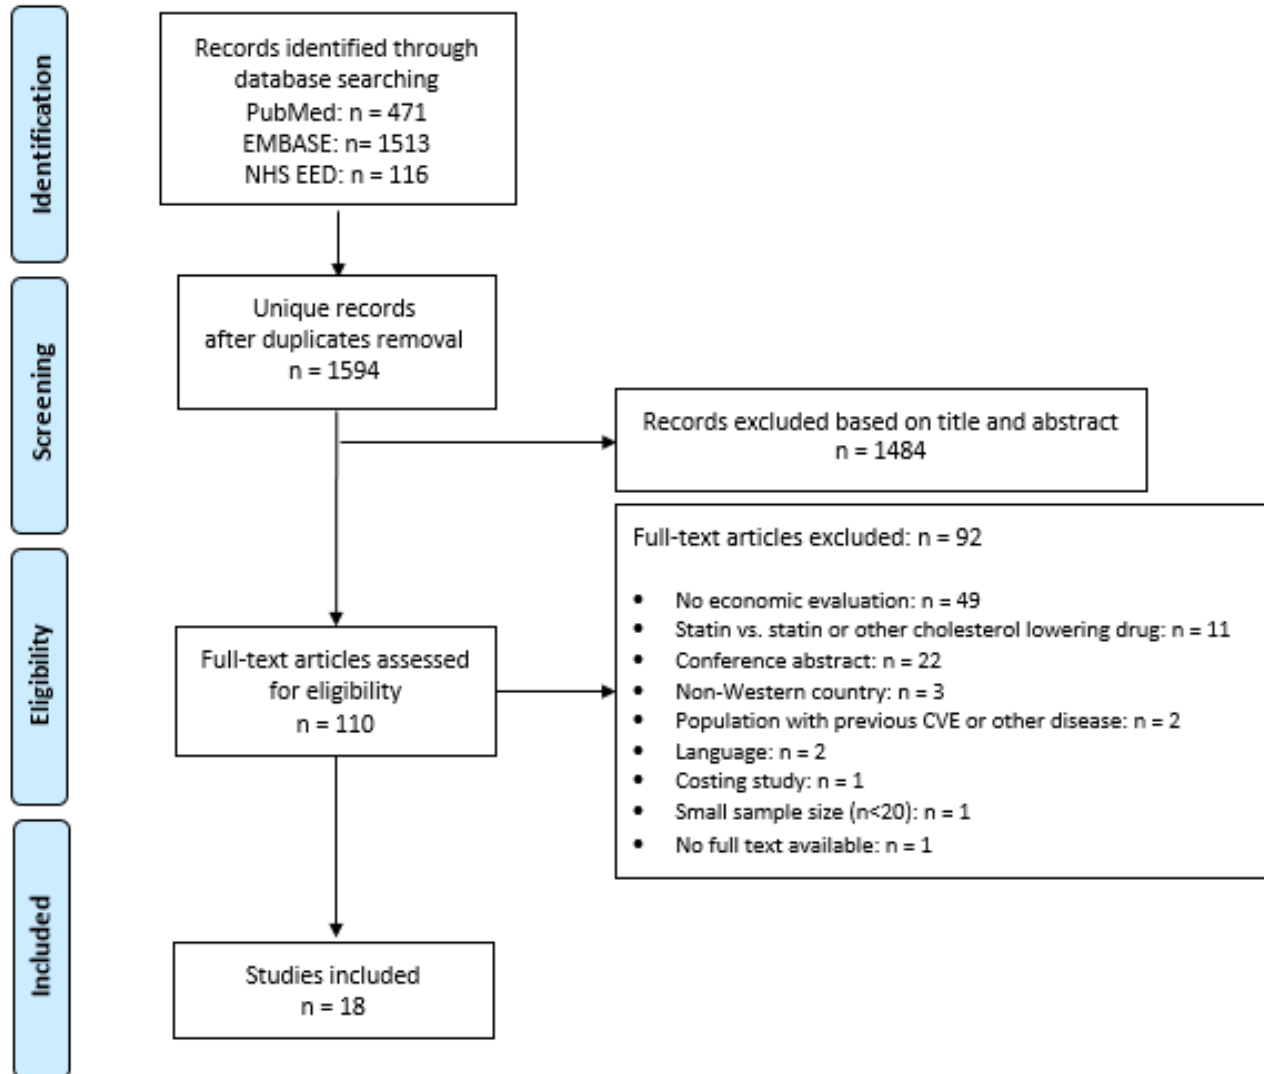 Identification
Records identified through
database searching
PubMed: n = 471
EMBASE: n= 1513
NHS EED: n = 116
Screening
Unique records
after duplicates removal
n = 1594
Records excluded based on title and abstract
n = 1484
Eligibility
Full-text articles assessed
for eligibility
n = 110
Full-text articles excluded: n = 92
• No economic evaluation: n = 49
• Statin vs. statin or other cholesterol lowering drug: n = 11
• Conference abstract: n = 22
• Non-Western country: n = 3
• Population with previous CVE or other disease: n = 2
• Language: n = 2
• Costing study: n = 1
• Small sample size (n<20): n = 1
• No full text available: n = 1
Included
Studies included
n = 18